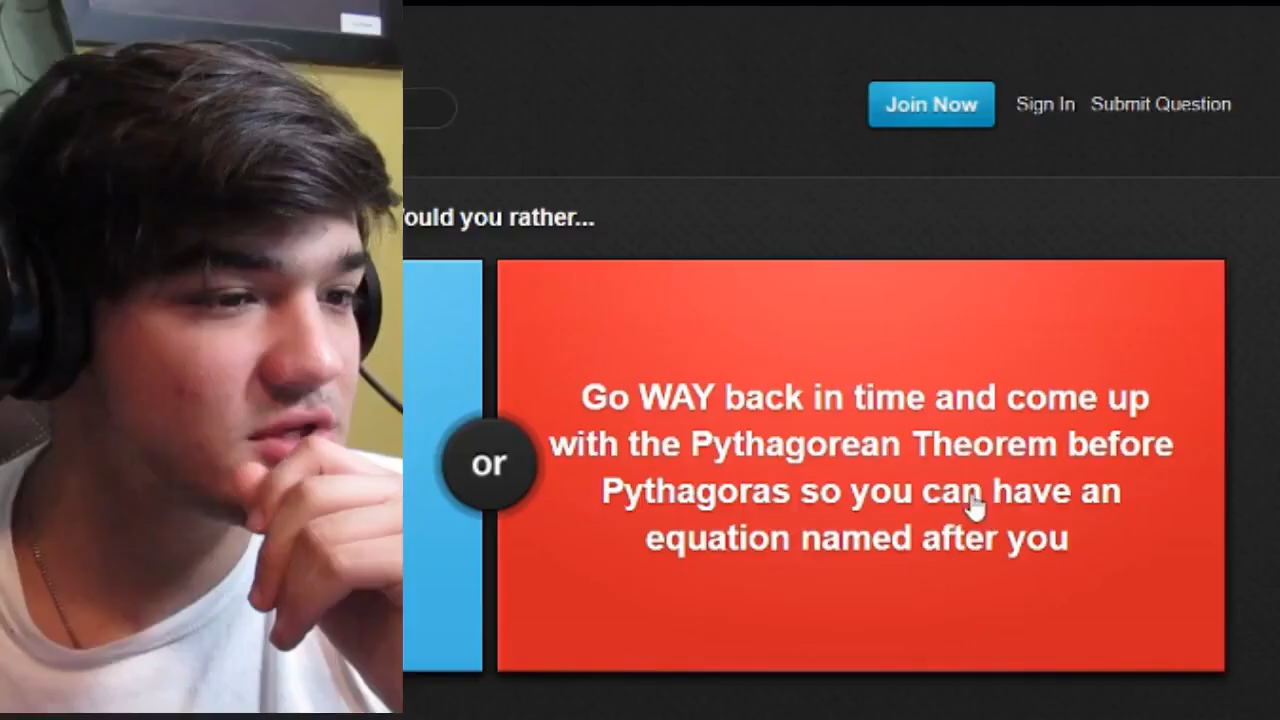 Join Now
Sign In
Submit Question
ould you rather...
or
Go WAY back in time and come up
with the Pythagorean Theorem before
Pythagoras so you can have an
equation named after you